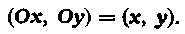 (Ox, Oy) = (x, y).